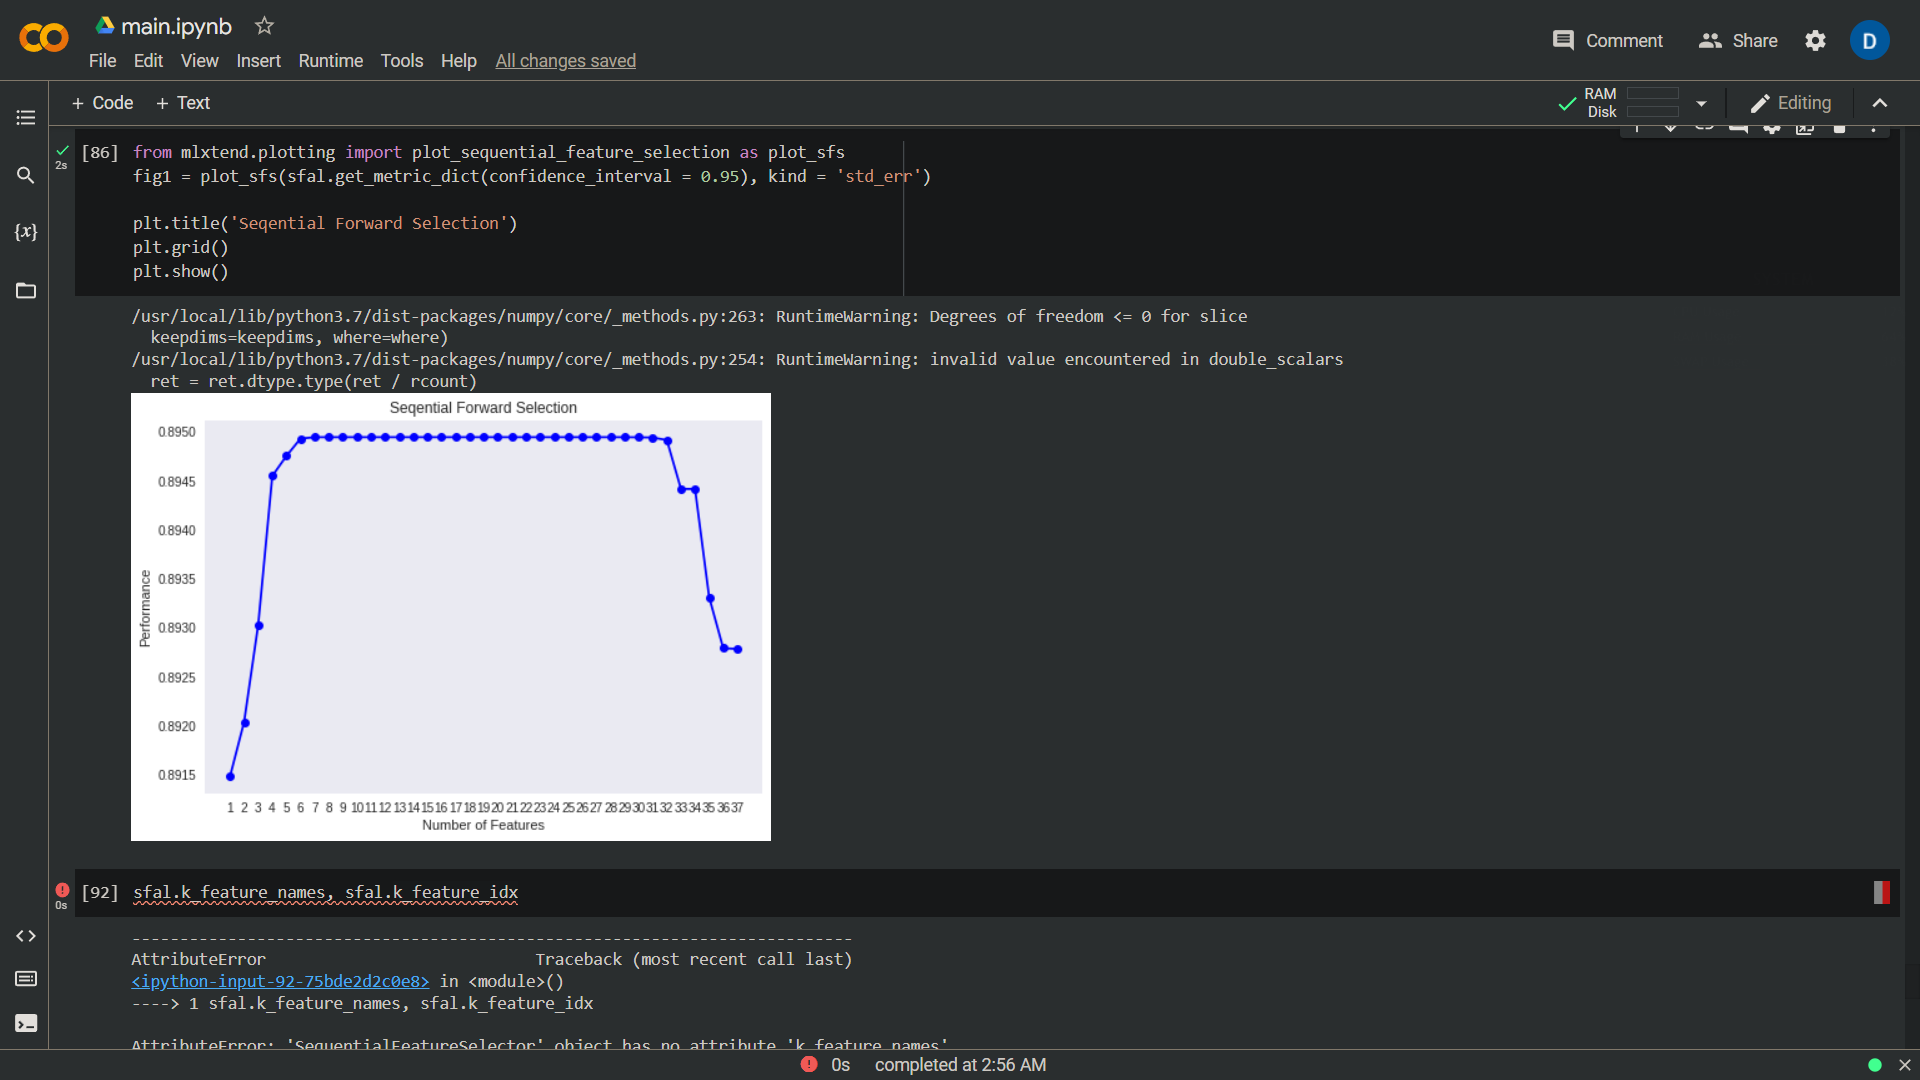 main.ipynb
File Edit View Insert Runtime Tools Help All changes saved
Comment Share D
+ Code + Text
RAM
Disk
Editing
2s
[86] from mlxtend.plotting import plot_sequential_feature_selection as plot_sfs
fig1 = plot_sfs(sfal.get_metric_dict(confidence_interval = 0.95), kind = 'std_err')
plt.title('Seqential Forward Selection')
plt.grid()
plt.show()
/usr/local/lib/python3.7/dist-packages/numpy/core/_methods.py:263: RuntimeWarning: Degrees of freedom <= 0 for slice
keepdims=keepdims, where=where)
/usr/local/lib/python3.7/dist-packages/numpy/core/_methods.py:254: RuntimeWarning: invalid value encountered in double_scalars
ret = ret.dtype.type(ret / rcount)
Seqential Forward Selection
0.8950
0.8945
0.8940
0.8935
0.8930
0.8925
0.8920
0.8915
Performance
1 2 3 4 5 6 7 8 9 10 11 12 13 14 15 16 17 18 19 20 21 22 23 24 25 26 27 28 29 30 31 32 33 34 35 36 37
Number of Features
0s
[92] sfal.k_feature_names, sfal.k_feature_idx
---------------------------------------------------------------------------
AttributeError Traceback (most recent call last)
<ipython-input-92-75bde2d2c0e8> in <module>()
----> 1 sfal.k_feature_names, sfal.k_feature_idx
AttributeError: 'SequentialFeatureSelector' object has no attribute 'k_feature_names'
0s completed at 2:56 AM